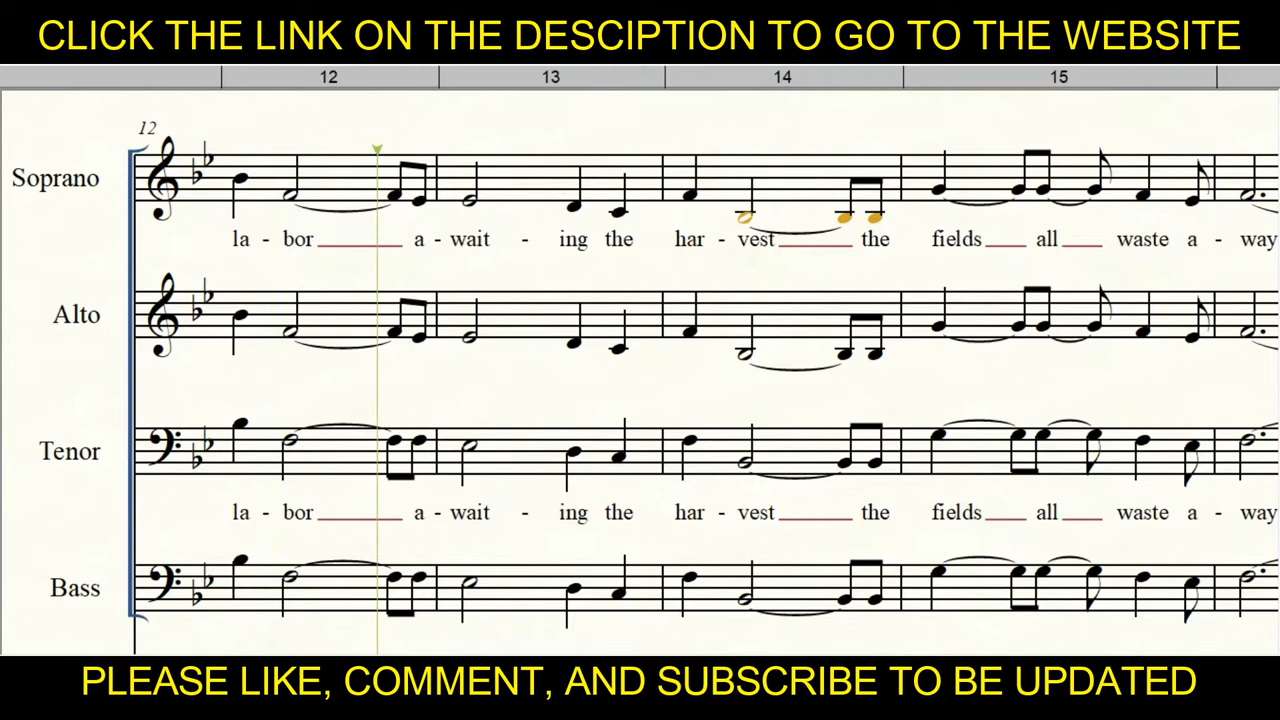 CLICK THE LINK ON THE DESCIPTION TO GO TO THE WEBSITE
12 13 14 15
12
Soprano
la - bor a - wait - ing the har - vest the fields all waste a - way
Alto
Tenor
la - bor a - wait - ing the har - vest the fields all waste a - way
Bass
PLEASE LIKE, COMMENT, AND SUBSCRIBE TO BE UPDATED